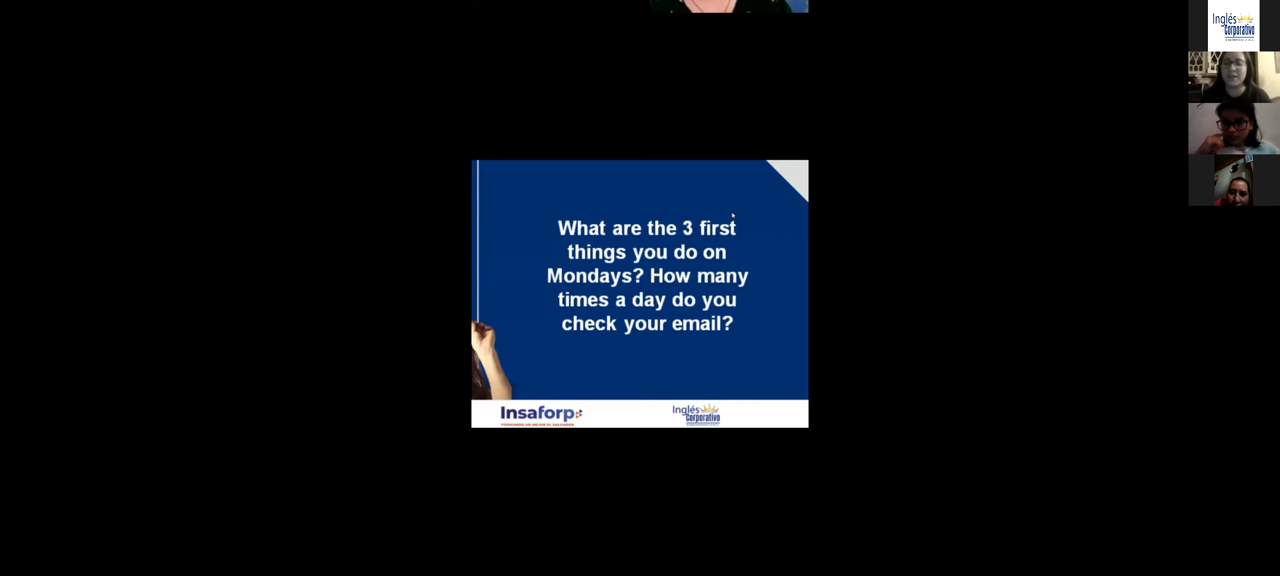 Inglés
corporativo
What are the 3 first
things you do on
Mondays? How many
times a day do you
check your email?
Insaforp
Inglés
corporativo